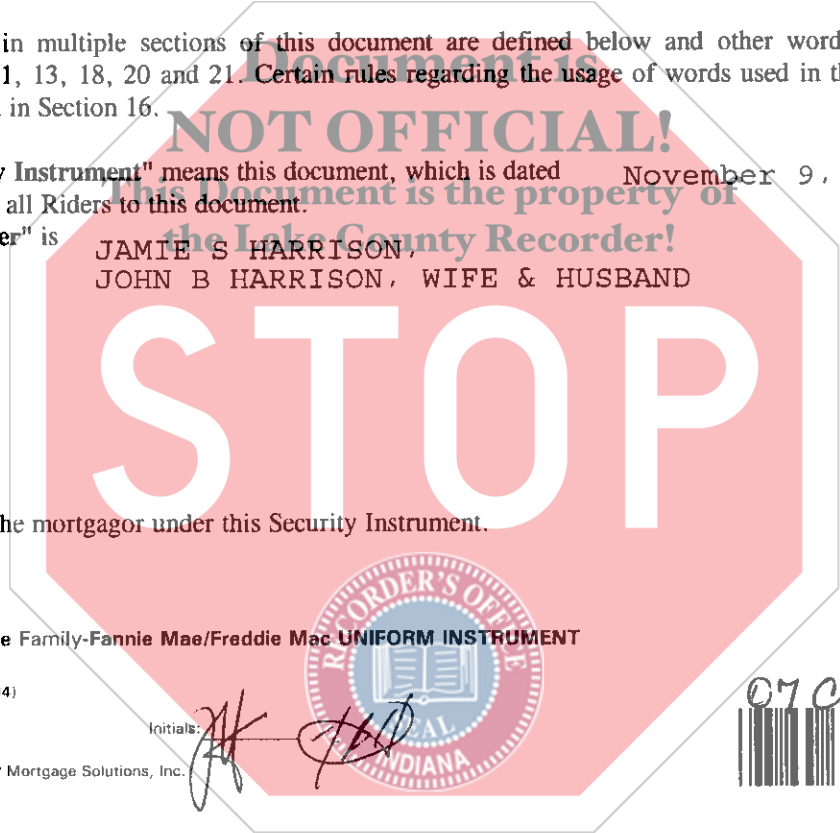 in multiple sections of this document are defined below and other word
1, 13, 18, 20 and 21. Certain rules regarding the usage of words used in th
in Section 16.
Document is
NOT OFFICIAL!
This Document is the property of
the Lake County Recorder!
y Instrument" means this document, which is dated November 9,
all Riders to this document.
er" is
JAMIE S HARRISON,
JOHN B HARRISON, WIFE & HUSBAND
STOP
he mortgagor under this Security Instrument.
RECORDER'S OFFICE
SEAL
INDIANA
e Family-Fannie Mae/Freddie Mac UNIFORM INSTRUMENT
4)
Initials:
Mortgage Solutions, Inc.
07 C